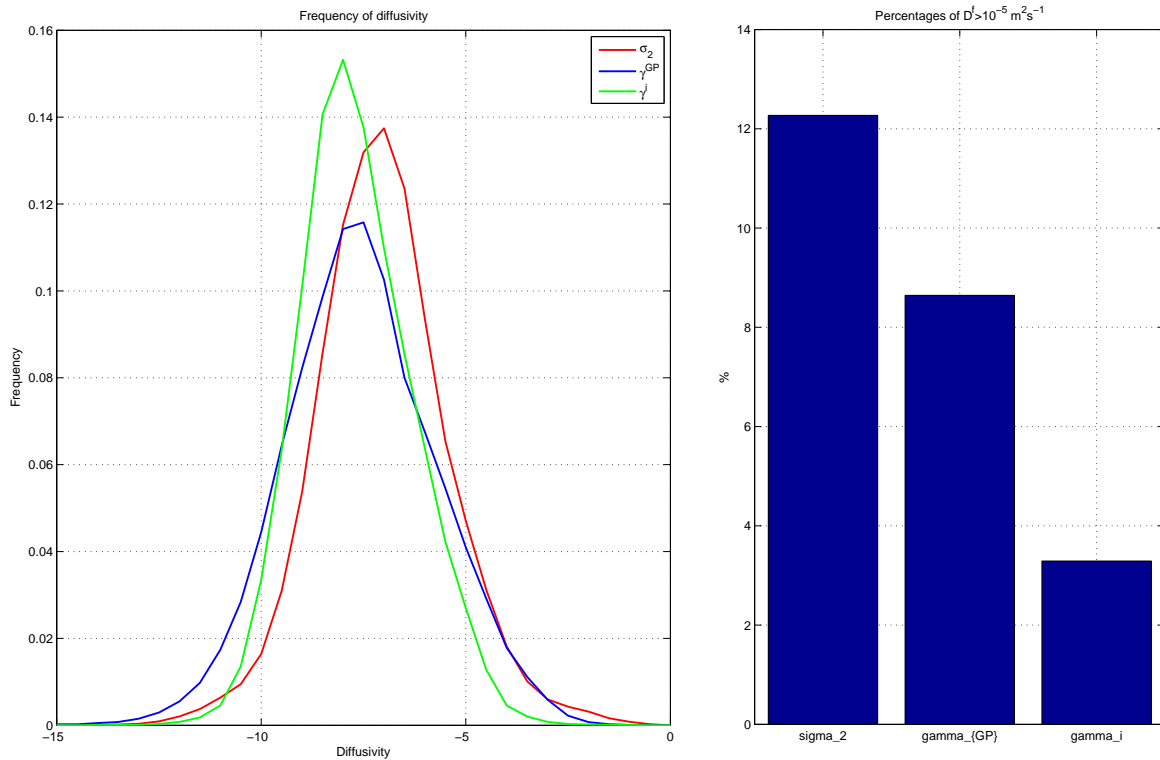 Frequency of diffusivity
0.16
0.14
0.12
0.1
0.08
0.06
0.04
0.02
0
−15
−10
−5
0
Frequency
Diffusivity
σ₂
γ^GP
γ^i
Percentages of D^f>10⁻⁵ m²s⁻¹
14
12
10
8
6
4
2
0
%
sigma_2
gamma_{GP}
gamma_i